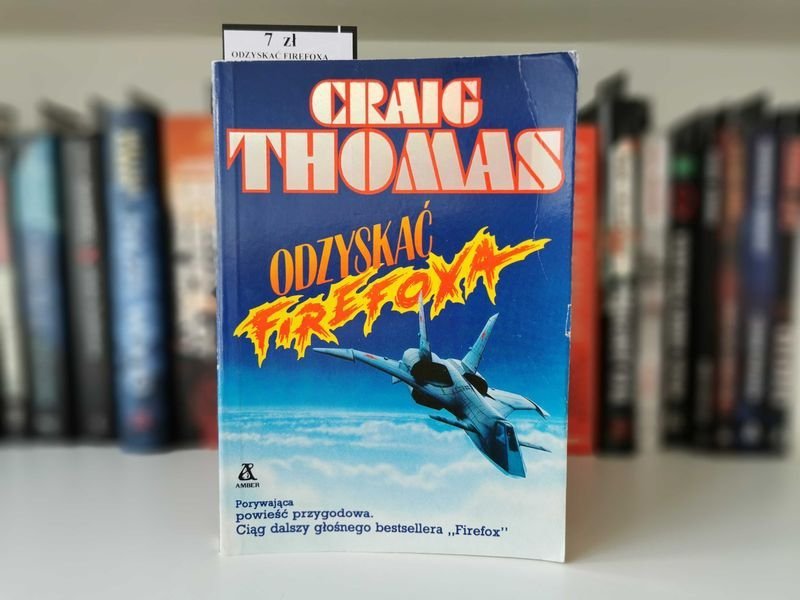 7 zł
ODZYSKAĆ FIREFOXA
CRAIG
THOMAS
ODZYSKAĆ
FIREFOXA
AMBER
Porywająca
powieść przygodowa.
Ciąg dalszy głośnego bestsellera „Firefox”